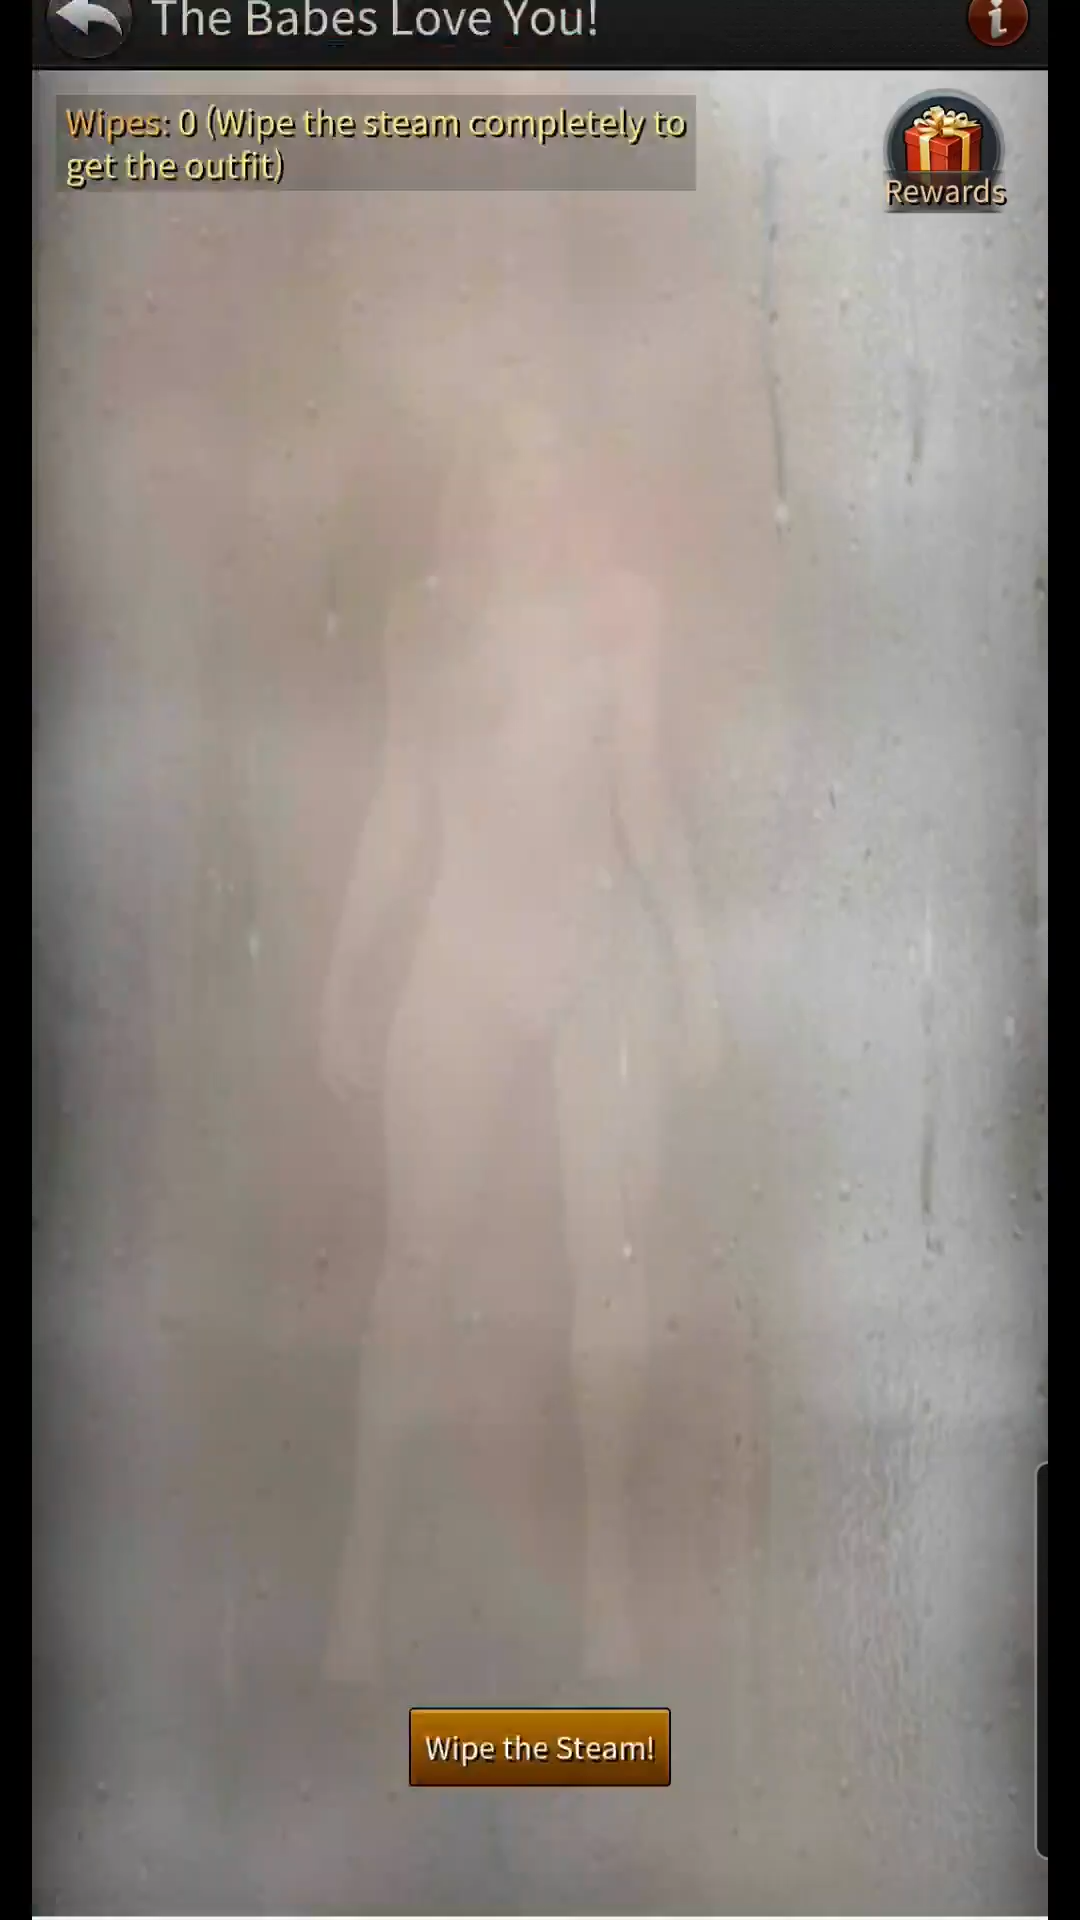 The Babes Love You!
Wipes: 0 (Wipe the steam completely to
get the outfit)
Rewards
Wipe the Steam!